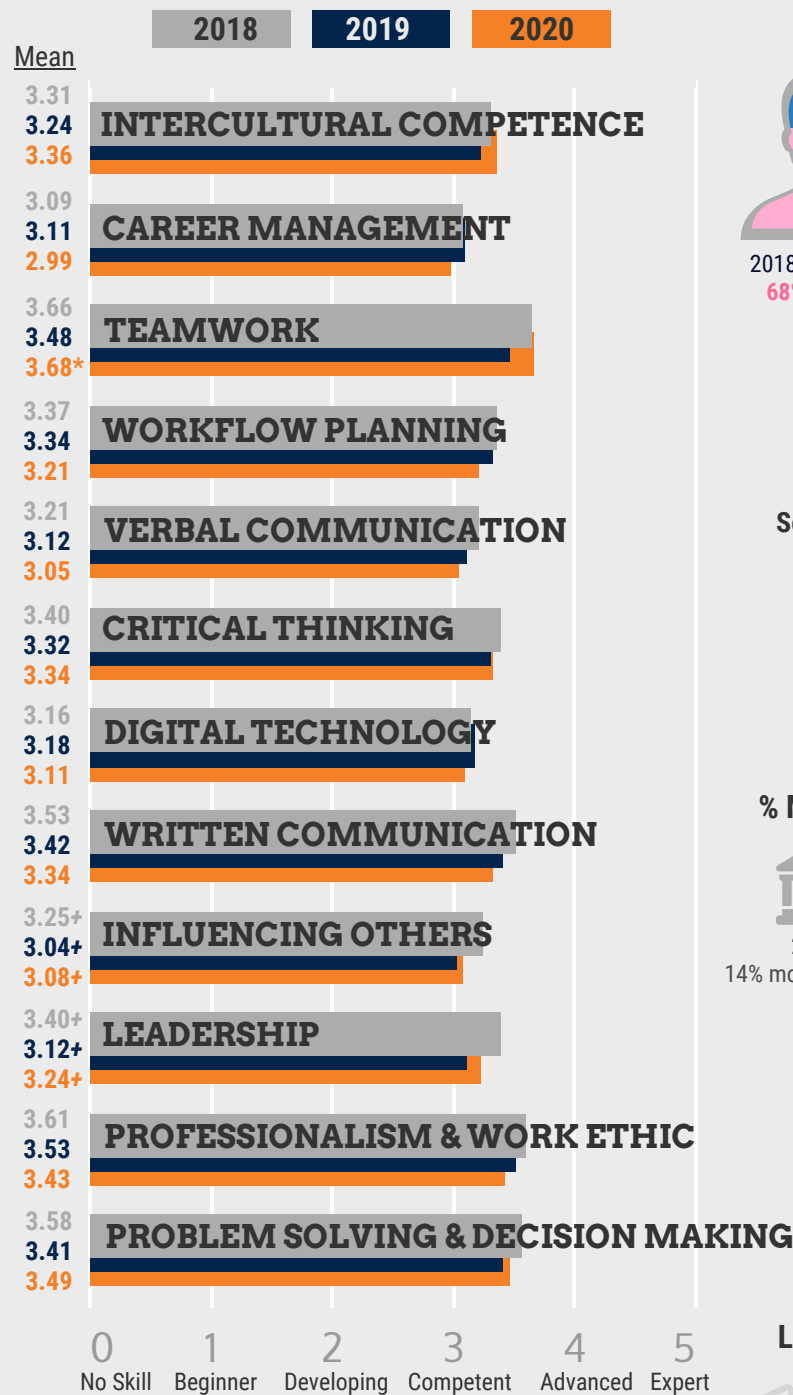 2018 2019 2020
Mean
3.31
3.24
3.36
INTERCULTURAL COMPETENCE
3.09
3.11
2.99
CAREER MANAGEMENT
3.66
3.48
3.68*
TEAMWORK
3.37
3.34
3.21
WORKFLOW PLANNING
3.21
3.12
3.05
VERBAL COMMUNICATION
3.40
3.32
3.34
CRITICAL THINKING
3.16
3.18
3.11
DIGITAL TECHNOLOGY
3.53
3.42
3.34
WRITTEN COMMUNICATION
3.25+
3.04+
3.08+
INFLUENCING OTHERS
3.40+
3.12+
3.24+
LEADERSHIP
3.61
3.53
3.43
PROFESSIONALISM & WORK ETHIC
3.58
3.41
3.49
PROBLEM SOLVING & DECISION MAKING
0 1 2 3 4 5
No Skill Beginner Developing Competent Advanced Expert
2018
68
%
14%